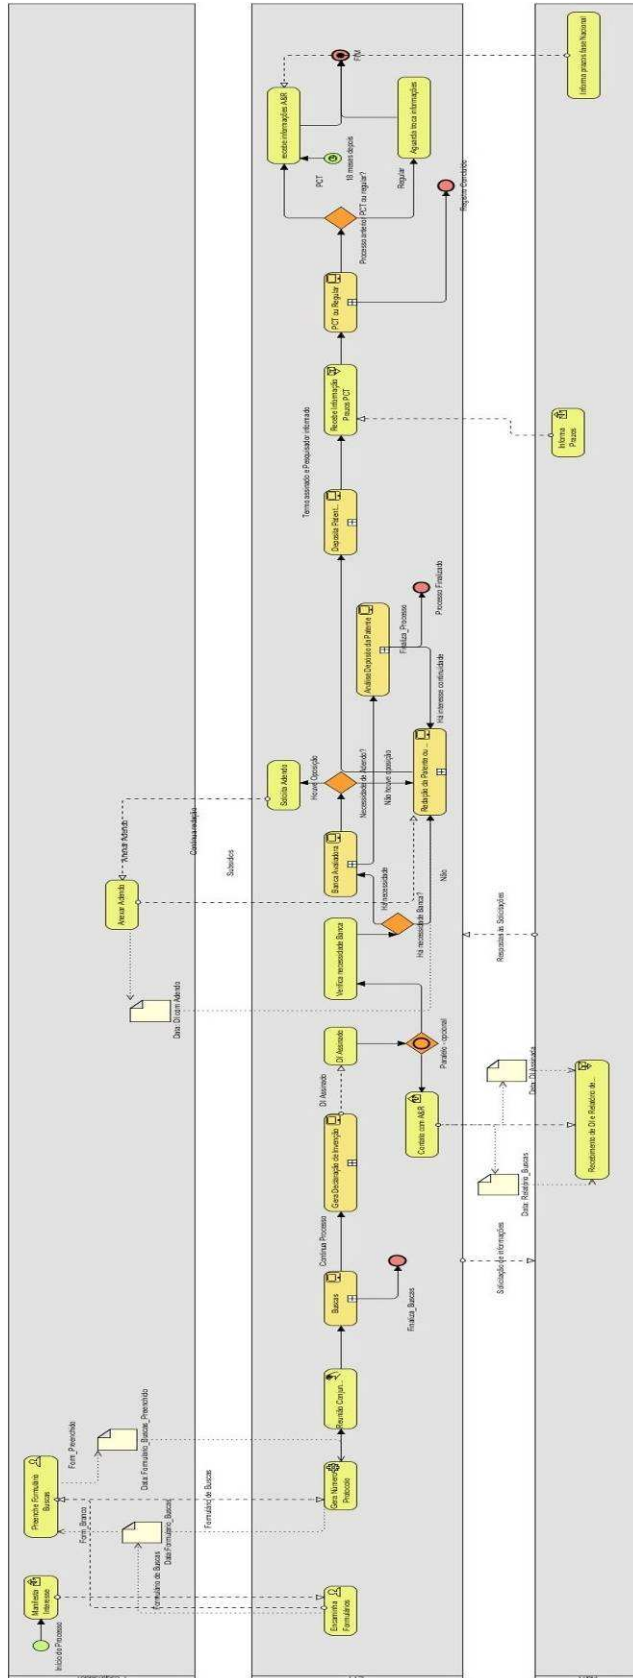 Início do Processo
Manifesta
Interesse
Preenche Formulário
Buscas
Form_Branco
Form_Preenchido
Data: Formulario_Buscas_Preenchido
Formulário de Buscas
Data:Formulario_Buscas
Formulário de Buscas
Encaminha
Formulários
Gera Número
Protocolo
Reunião Conjun...
Buscas
Finaliza_Buscas
Continua Processo
Gera Declaração de Invenção
DI Assinado
DI Assinado
Paralelo - opcional
Contato com A&R
Verifica necessidade Banca
Há necessidade Banca?
Há necessidade
Não
Banca Avaliadora
Necessidade de Adendo?
Houve Oposição
Não houve oposição
Solicita Adendo
Anexar Adendo
Anexar Adendo
Data: DI com Adendo
Continua redação
Subsídios
Análise Depósito da Patente
Finaliza_Processo
Processo Finalizado
Há interesse continuidade
Redação da Patente ou ...
Deposita Patent...
Termo assinado e Pesquisador informado
Recebe Informação
Prazos PCT
PCT ou Regular
Registro Concluído
Processo anterior PCT ou regular?
PCT
Regular
18 meses depois
recebe informações A&R
Aguarda troca informações
FIM
Solicitação de informações
Respostas às Solicitações
Data: Relatório_Buscas
Data: DI Assinada
Recebimento de DI e Relatório de...
Informa
Prazos
Informa prazos fase Nacional